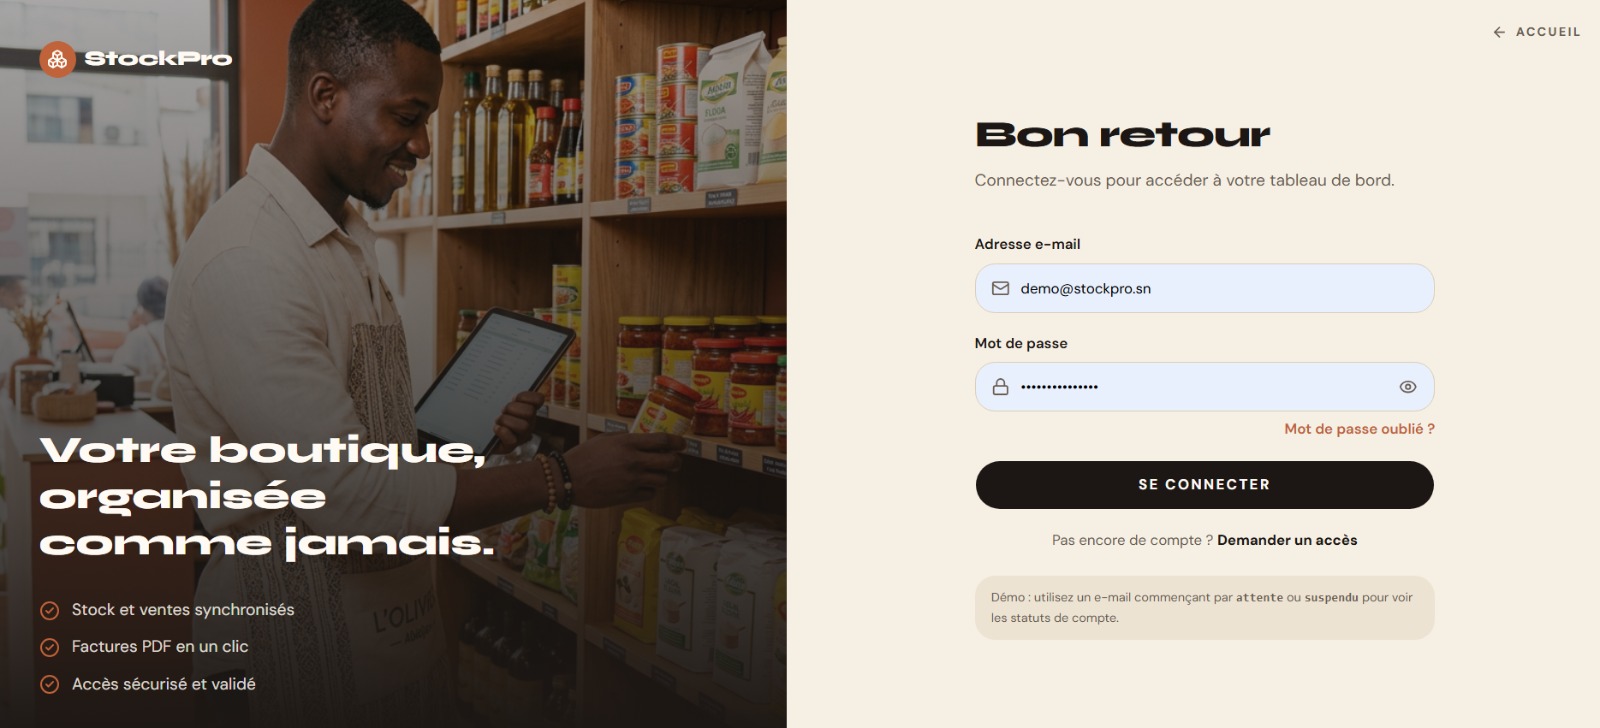 StockPro
Votre boutique,
organisée
comme jamais.
Stock et ventes synchronisés
Factures PDF en un clic
Accès sécurisé et validé
L'OLIV
ACCUEIL
Bon retour
Connectez-vous pour accéder à votre tableau de bord.
Adresse e-mail
demo@stockpro.sn
Mot de passe
•••••••••••••••
Mot de passe oublié ?
SE CONNECTER
Pas encore de compte ? Demander un accès
Démo : utilisez un e-mail commençant par attente ou suspendu pour voir
les statuts de compte.